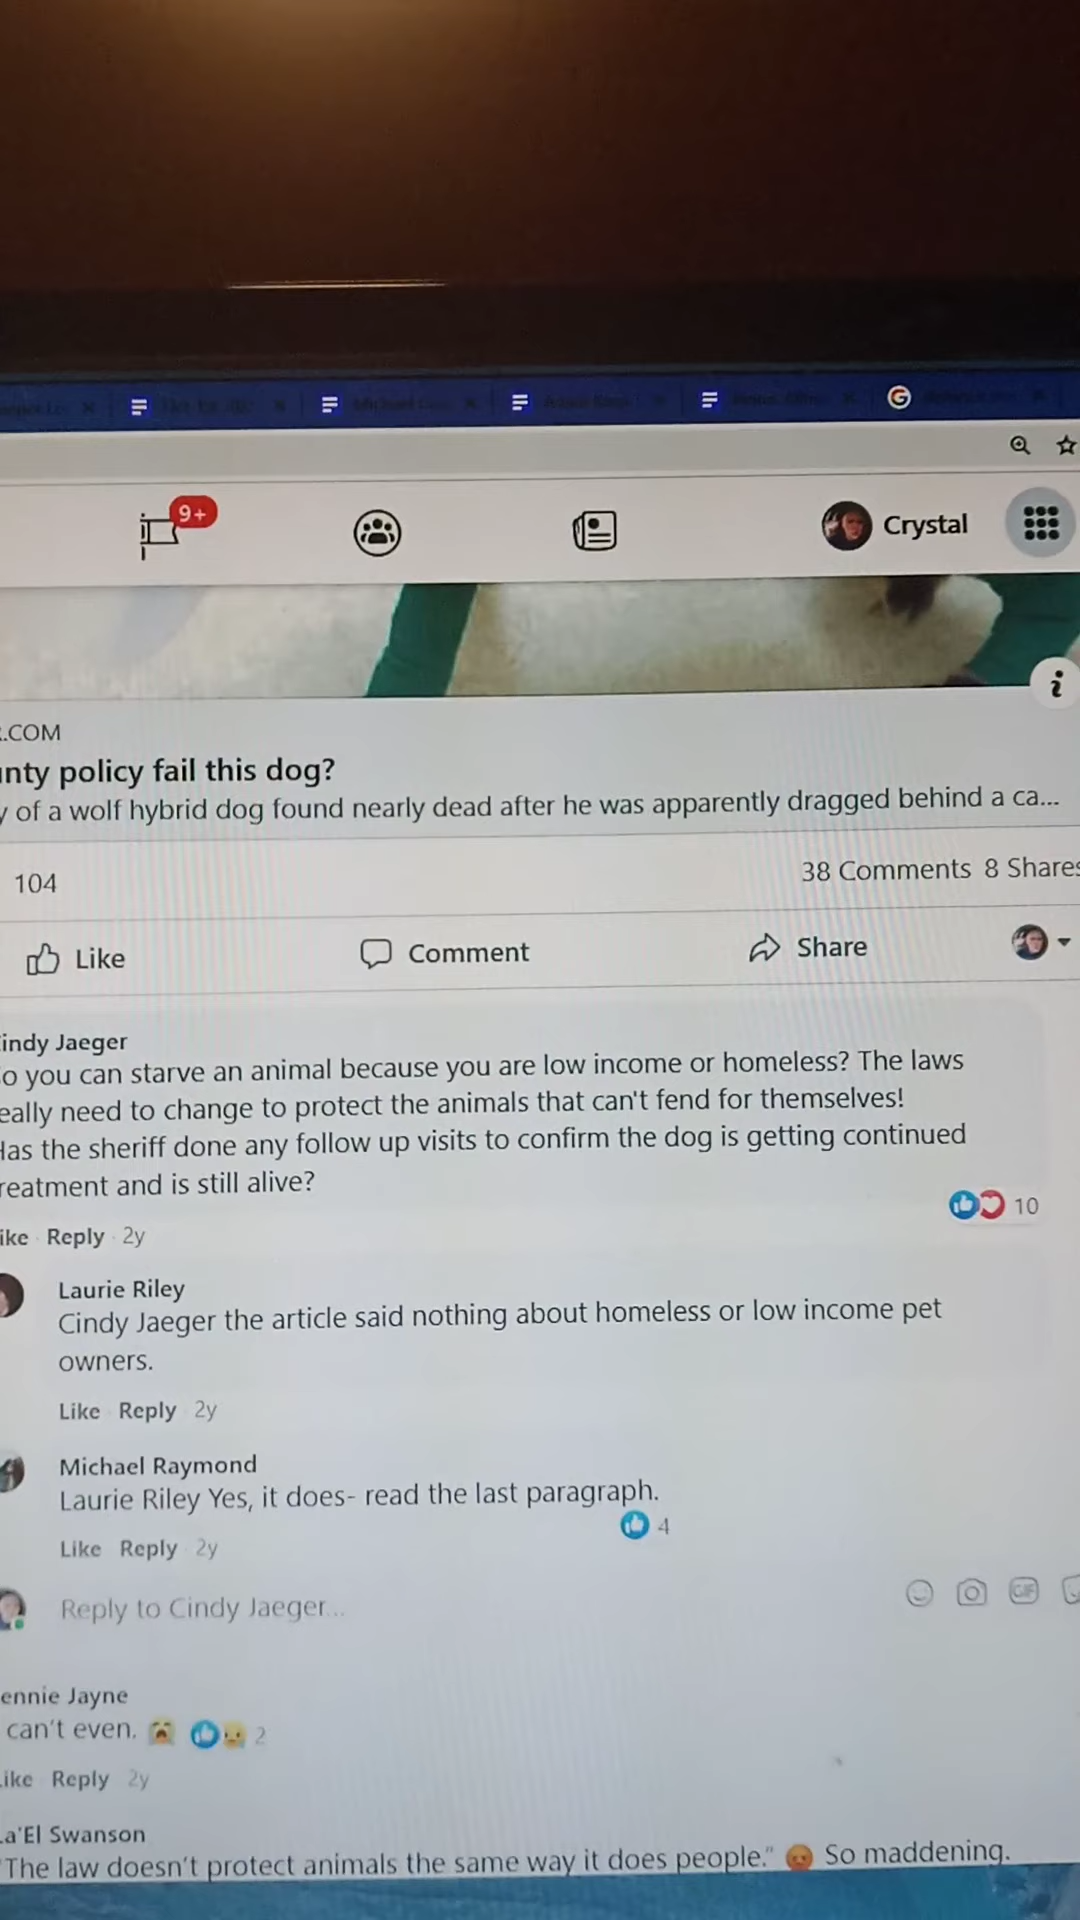 9+
Crystal
.COM
nty policy fail this dog?
y of a wolf hybrid dog found nearly dead after he was apparently dragged behind a ca...
104
38 Comments 8 Shares
Like
Comment
Share
indy Jaeger
o you can starve an animal because you are low income or homeless? The laws
eally need to change to protect the animals that can't fend for themselves!
Has the sheriff done any follow up visits to confirm the dog is getting continued
reatment and is still alive?
10
ike Reply 2y
Laurie Riley
Cindy Jaeger the article said nothing about homeless or low income pet
owners.
Like Reply 2y
Michael Raymond
Laurie Riley Yes, it does- read the last paragraph.
4
Like Reply 2y
Reply to Cindy Jaeger...
GIF
ennie Jayne
can't even. 2
Like Reply 2y
a'El Swanson
"The law doesn't protect animals the same way it does people." So maddening.